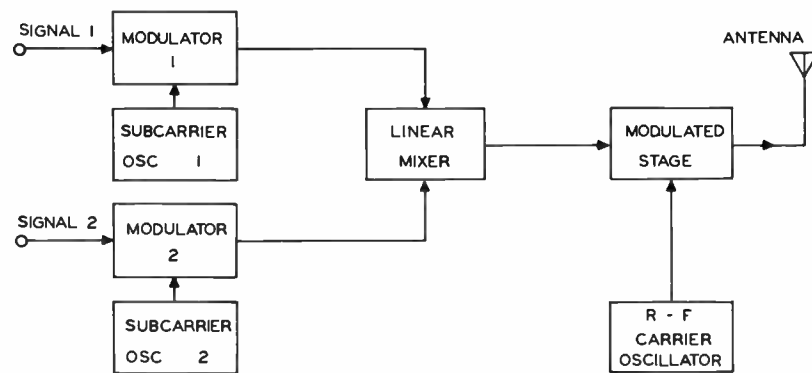 SIGNAL 1
MODULATOR
1
SUBCARRIER
OSC 1
SIGNAL 2
MODULATOR
2
SUBCARRIER
OSC 2
LINEAR
MIXER
MODULATED
STAGE
ANTENNA
R - F
CARRIER
OSCILLATOR